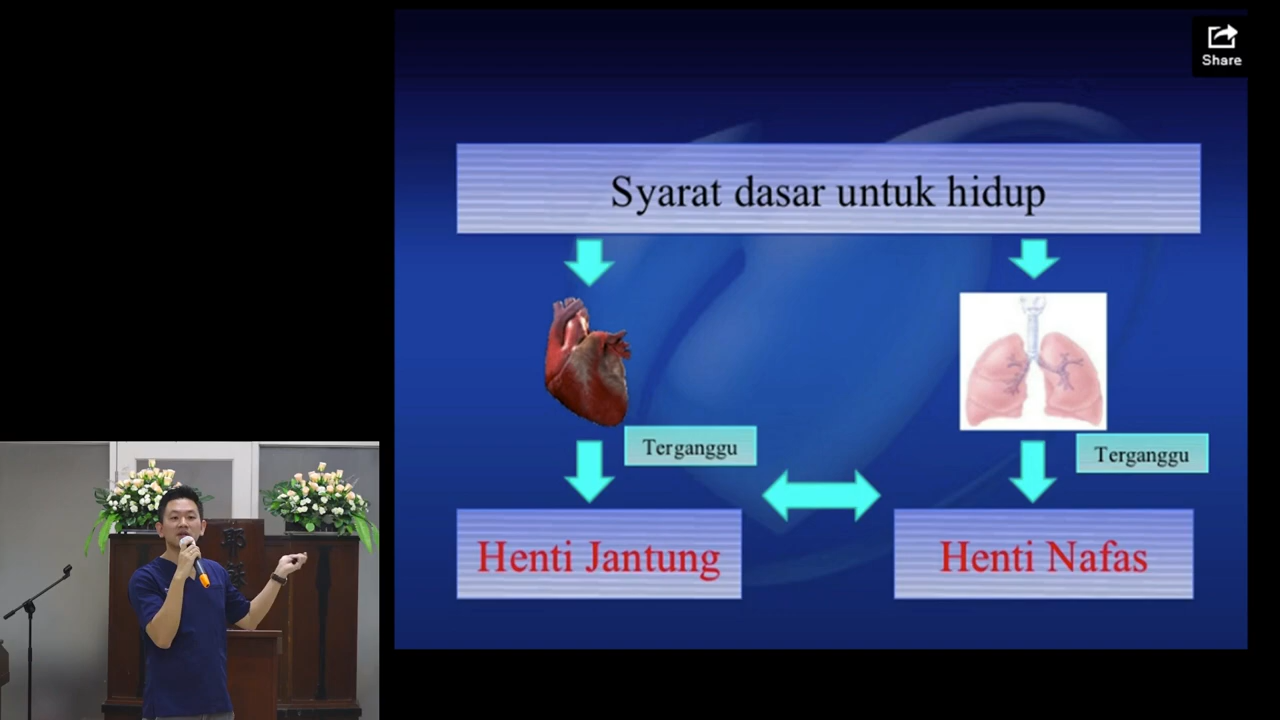 Share
Syarat dasar untuk hidup
Terganggu
Terganggu
Henti Jantung
Henti Nafas